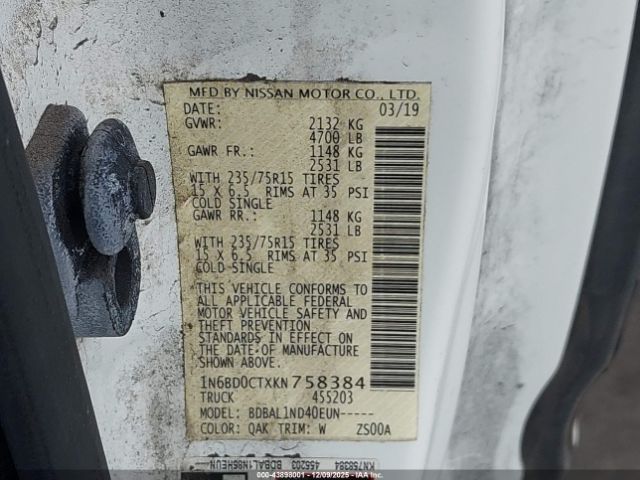 MFD BY NISSAN MOTOR CO., LTD.
DATE: 03/19
GVWR: 2132 KG
4700 LB
GAWR FR.: 1148 KG
2531 LB
WITH 235/75R15 TIRES
15 X 6.5 RIMS AT 35 PSI
COLD SINGLE
GAWR RR.: 1148 KG
2531 LB
WITH 235/75R15 TIRES
15 X 6.5 RIMS AT 35 PSI
COLD SINGLE
THIS VEHICLE CONFORMS TO
ALL APPLICABLE FEDERAL
MOTOR VEHICLE SAFETY AND
THEFT PREVENTION
STANDARDS IN EFFECT ON
THE DATE OF MANUFACTURE
SHOWN ABOVE.
1N6BD0CTXKN758384
TRUCK 455203
MODEL: BDBAL1ND40EUN-----
COLOR: QAK TRIM: W ZS00A
KN758384 455203 BDBAL1N86HEUN
© 43898001 - 12/09/2025 - IAA Inc.